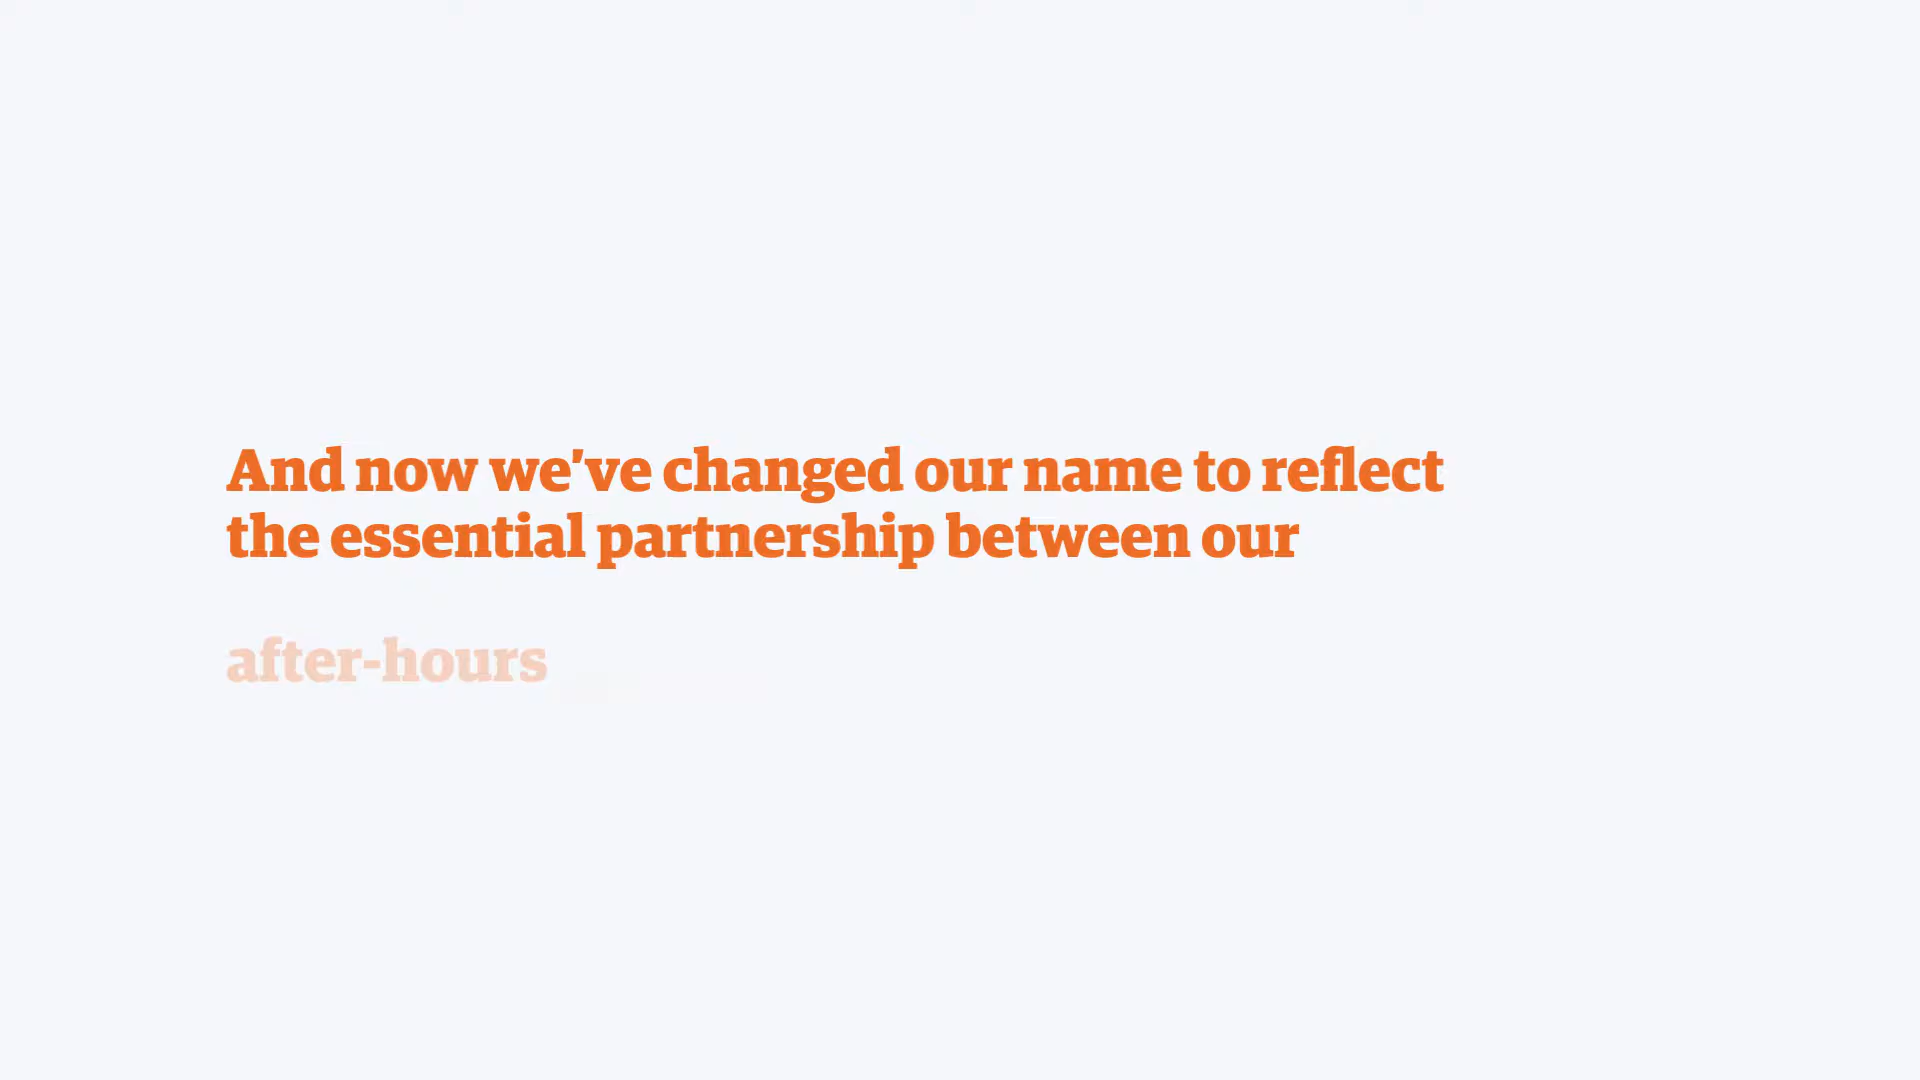 And now we've changed our name to reflect
the essential partnership between our
after-hours